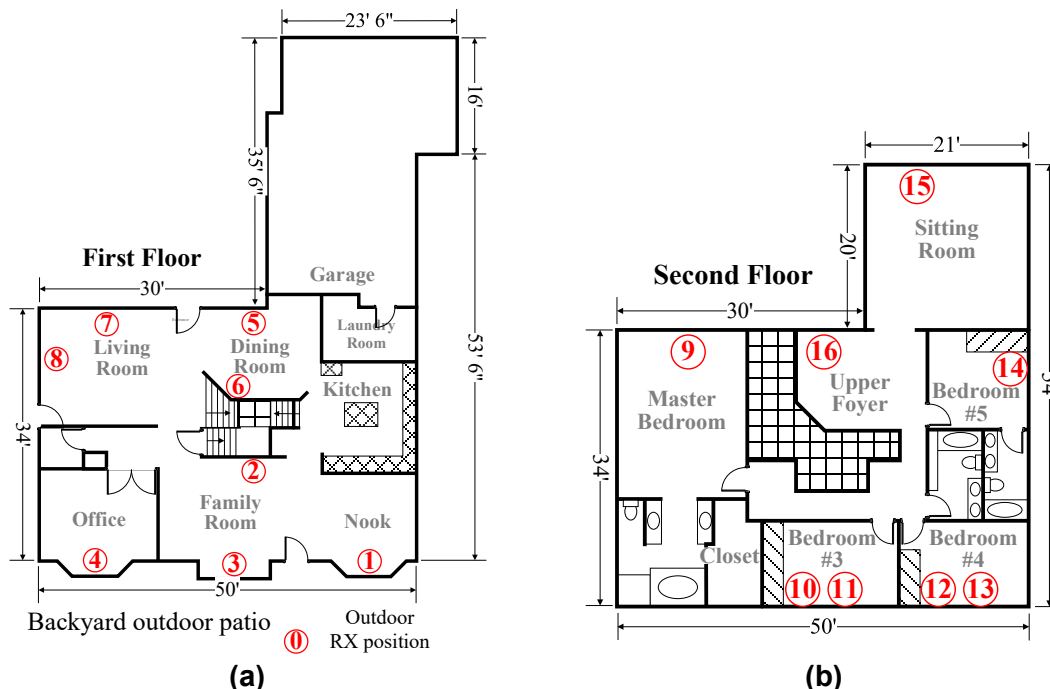 23' 6"
16'
35' 6"
Garage
First Floor
30'
7
5
8
Living
Room
Dining
Room
Laundry
Room
6
Kitchen
53' 6"
34'
2
Family
Room
Office
Nook
4
3
1
50'
Backyard outdoor patio
0
Outdoor
RX position
(a)
21'
15
Sitting
Room
20'
Second Floor
30'
9
16
14
Upper
Foyer
Bedroom
#5
Master
Bedroom
54'
34'
Closet
Bedroom
#3
Bedroom
#4
10
11
12
13
50'
(b)